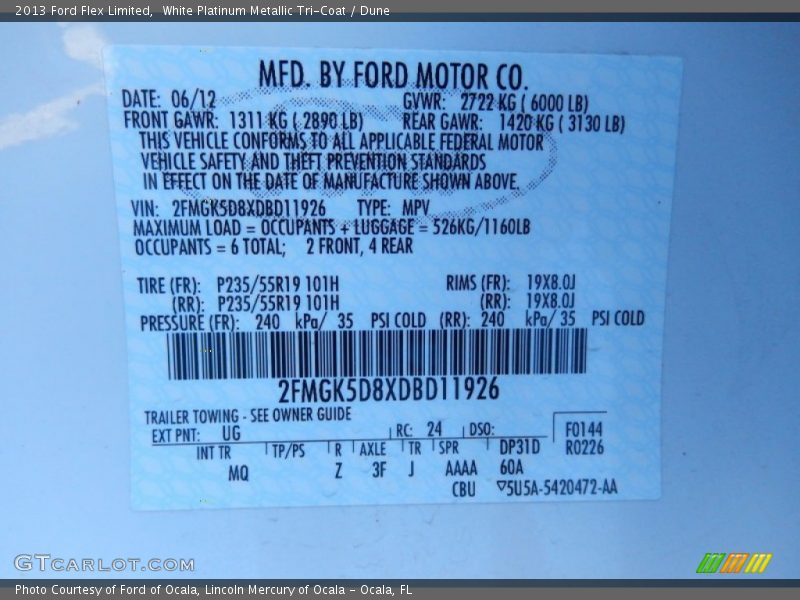 2013 Ford Flex Limited,  White Platinum Metallic Tri-Coat / Dune
MFD. BY FORD MOTOR CO.
DATE: 06/12 GVWR: 2722 KG ( 6000 LB)
FRONT GAWR: 1311 KG ( 2890 LB) REAR GAWR: 1420 KG ( 3130 LB)
THIS VEHICLE CONFORMS TO ALL APPLICABLE FEDERAL MOTOR
VEHICLE SAFETY AND THEFT PREVENTION STANDARDS
IN EFFECT ON THE DATE OF MANUFACTURE SHOWN ABOVE.
VIN: 2FMGK5D8XDBD11926 TYPE: MPV
MAXIMUM LOAD = OCCUPANTS + LUGGAGE = 526KG/1160LB
OCCUPANTS = 6 TOTAL; 2 FRONT, 4 REAR
TIRE (FR): P235/55R19 101H RIMS (FR): 19X8.0J
(RR): P235/55R19 101H (RR): 19X8.0J
PRESSURE (FR): 240 kPa/ 35 PSI COLD (RR): 240 kPa/ 35 PSI COLD
2FMGK5D8XDBD11926
TRAILER TOWING - SEE OWNER GUIDE
EXT PNT: UG RC: 24 DSO: F0144
INT TR TP/PS R AXLE TR SPR DP31D R0226
MQ Z 3F J AAAA 60A
CBU ▽5U5A-5420472-AA
GTCARLOT.COM
Photo Courtesy of Ford of Ocala, Lincoln Mercury of Ocala - Ocala, FL